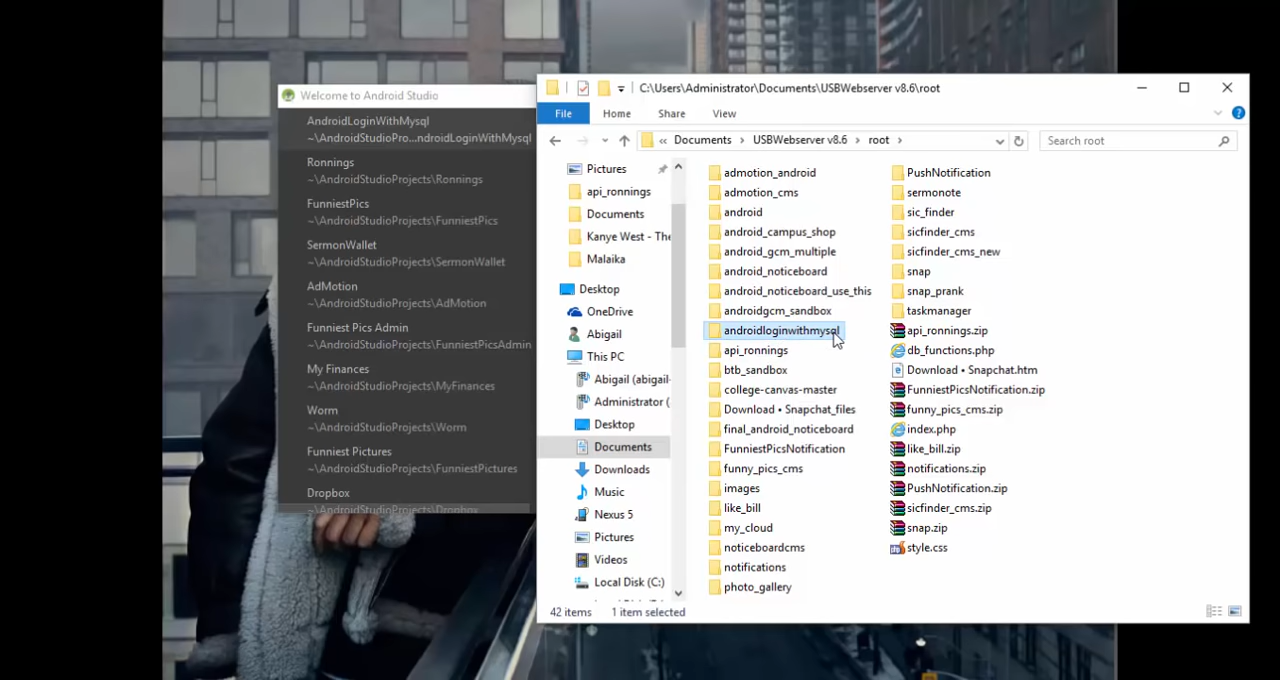 Welcome to Android Studio
AndroidLoginWithMysql
~\AndroidStudioPro...ndroidLoginWithMysql
Ronnings
~\AndroidStudioProjects\Ronnings
FunniestPics
~\AndroidStudioProjects\FunniestPics
SermonWallet
~\AndroidStudioProjects\SermonWallet
AdMotion
~\AndroidStudioProjects\AdMotion
Funniest Pics Admin
~\AndroidStudioProjects\FunniestPicsAdmin
My Finances
~\AndroidStudioProjects\MyFinances
Worm
~\AndroidStudioProjects\Worm
Funniest Pictures
~\AndroidStudioProjects\FunniestPictures
Dropbox
~\AndroidStudioProjects\Dropbox
C:\Users\Administrator\Documents\USBWebserver v8.6\root
File Home Share View
« Documents > USBWebserver v8.6 > root >
Search root
Pictures
api_ronnings
Documents
Kanye West - The
Malaika
Desktop
OneDrive
Abigail
This PC
Abigail (abigail-
Administrator (
Desktop
Documents
Downloads
Music
Nexus 5
Pictures
Videos
Local Disk (C:)
admotion_android
admotion_cms
android
android_campus_shop
android_gcm_multiple
android_noticeboard
android_noticeboard_use_this
androidgcm_sandbox
androidloginwithmysql
api_ronnings
btb_sandbox
college-canvas-master
Download • Snapchat_files
final_android_noticeboard
FunniestPicsNotification
funny_pics_cms
images
like_bill
my_cloud
noticeboardcms
notifications
photo_gallery
PushNotification
sermonote
sic_finder
sicfinder_cms
sicfinder_cms_new
snap
snap_prank
taskmanager
api_ronnings.zip
db_functions.php
Download • Snapchat.htm
FunniestPicsNotification.zip
funny_pics_cms.zip
index.php
like_bill.zip
notifications.zip
PushNotification.zip
sicfinder_cms.zip
snap.zip
style.css
42 items 1 item selected